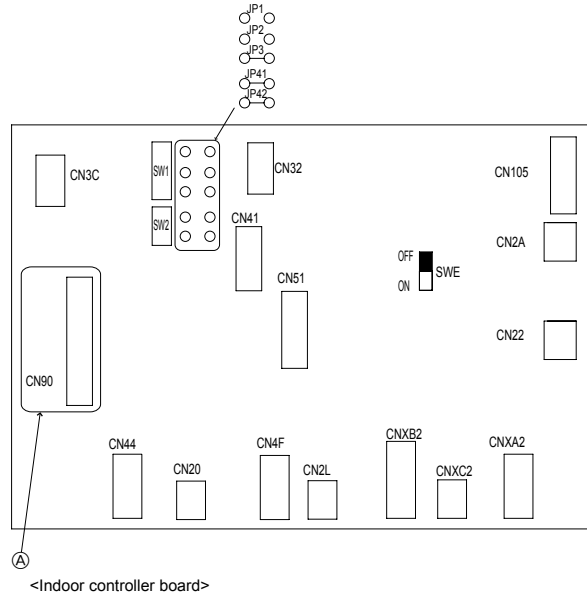 JP1
JP2
JP3
JP41
JP42
CN3C
SW1
CN32
CN105
SW2
CN41
CN2A
OFF
SWE
ON
CN51
CN22
CN90
CN44
CN20
CN4F
CN2L
CNXB2
CNXC2
CNXA2
A
<Indoor controller board>